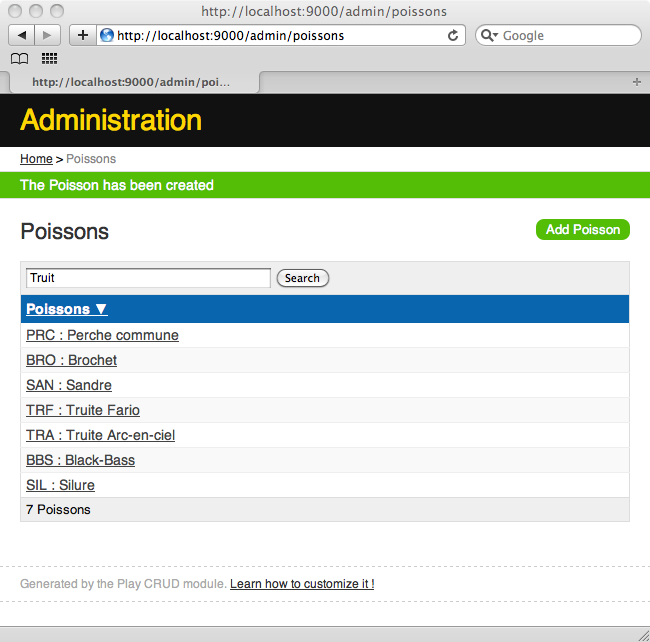 http://localhost:9000/admin/poissons
http://localhost:9000/admin/poissons
Google
http://localhost:9000/admin/poi...
Administration
Home > Poissons
The Poisson has been created
Poissons
Add Poisson
Truit
Search
Poissons ▼
PRC : Perche commune
BRO : Brochet
SAN : Sandre
TRF : Truite Fario
TRA : Truite Arc-en-ciel
BBS : Black-Bass
SIL : Silure
7 Poissons
Generated by the Play CRUD module. Learn how to customize it !